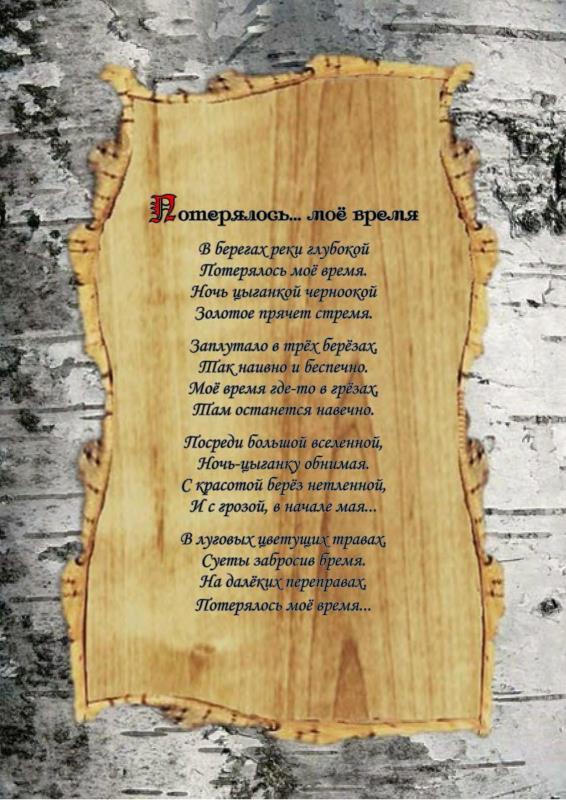 Потерялось... моё время
В берегах реки глубокой
Потерялось моё время.
Ночь цыганкой черноокой
Золотое прячет стремя.
Заплутало в трёх берёзах,
Так наивно и беспечно.
Моё время где-то в грёзах,
Там останется навечно.
Посреди большой вселенной,
Ночь-цыганку обнимая.
С красотой берёз нетленной,
И с грозой, в начале мая...
В луговых цветущих травах,
Суеты забросив бремя.
На далёких переправах,
Потерялось моё время...